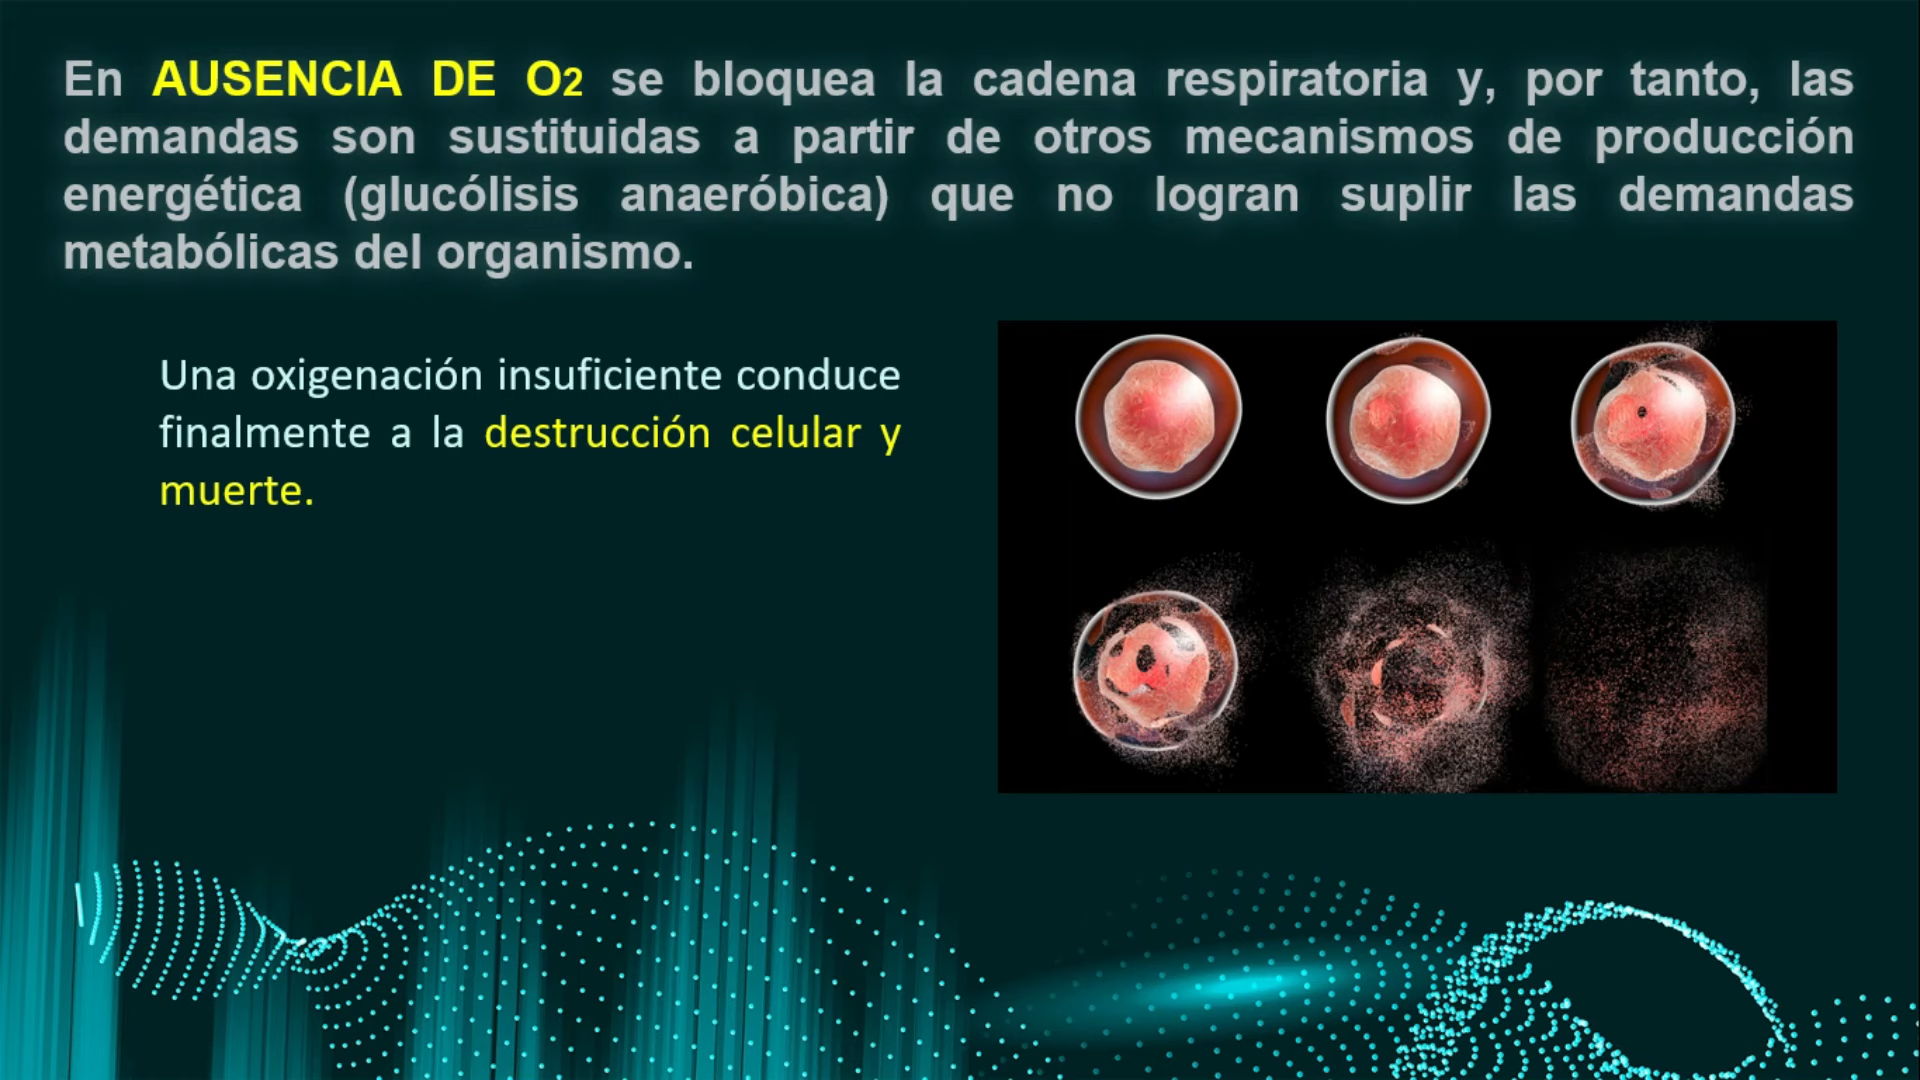 En AUSENCIA DE O2 se bloquea la cadena respiratoria y, por tanto, las
demandas son sustituidas a partir de otros mecanismos de producción
energética (glucólisis anaeróbica) que no logran suplir las demandas
metabólicas del organismo.
Una oxigenación insuficiente conduce
finalmente a la destrucción celular y
muerte.